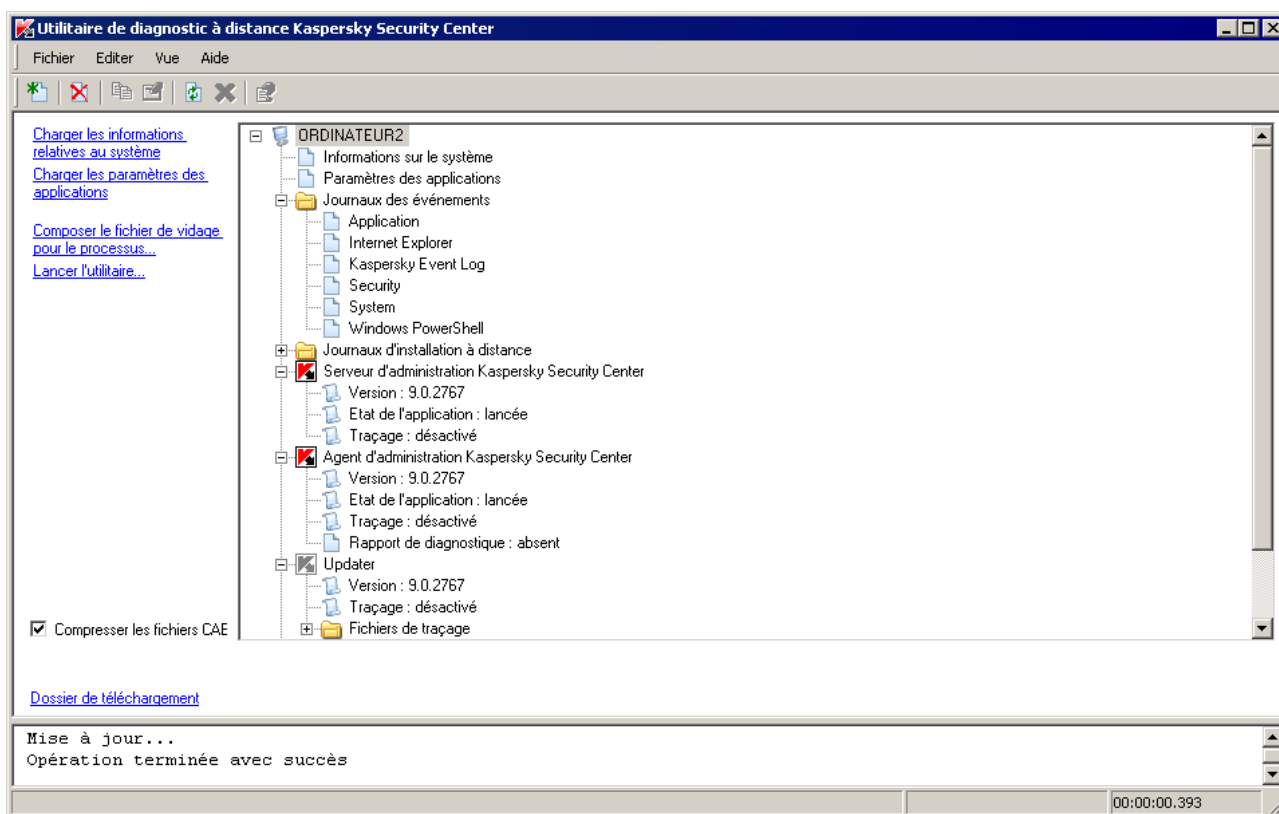 Utilitaire de diagnostic à distance Kaspersky Security Center
Fichier Editer Vue Aide
Charger les informations
relatives au système
Charger les paramètres des
applications
Composer le fichier de vidage
pour le processus...
Lancer l'utilitaire...
Compresser les fichiers CAE
Dossier de téléchargement
ORDINATEUR2
Informations sur le système
Paramètres des applications
Journaux des événements
Application
Internet Explorer
Kaspersky Event Log
Security
System
Windows PowerShell
Journaux d'installation à distance
Serveur d'administration Kaspersky Security Center
Version : 9.0.2767
Etat de l'application : lancée
Traçage : désactivé
Agent d'administration Kaspersky Security Center
Version : 9.0.2767
Etat de l'application : lancée
Traçage : désactivé
Rapport de diagnostique : absent
Updater
Version : 9.0.2767
Traçage : désactivé
Fichiers de traçage
Mise à jour...
Opération terminée avec succès
00:00:00.393